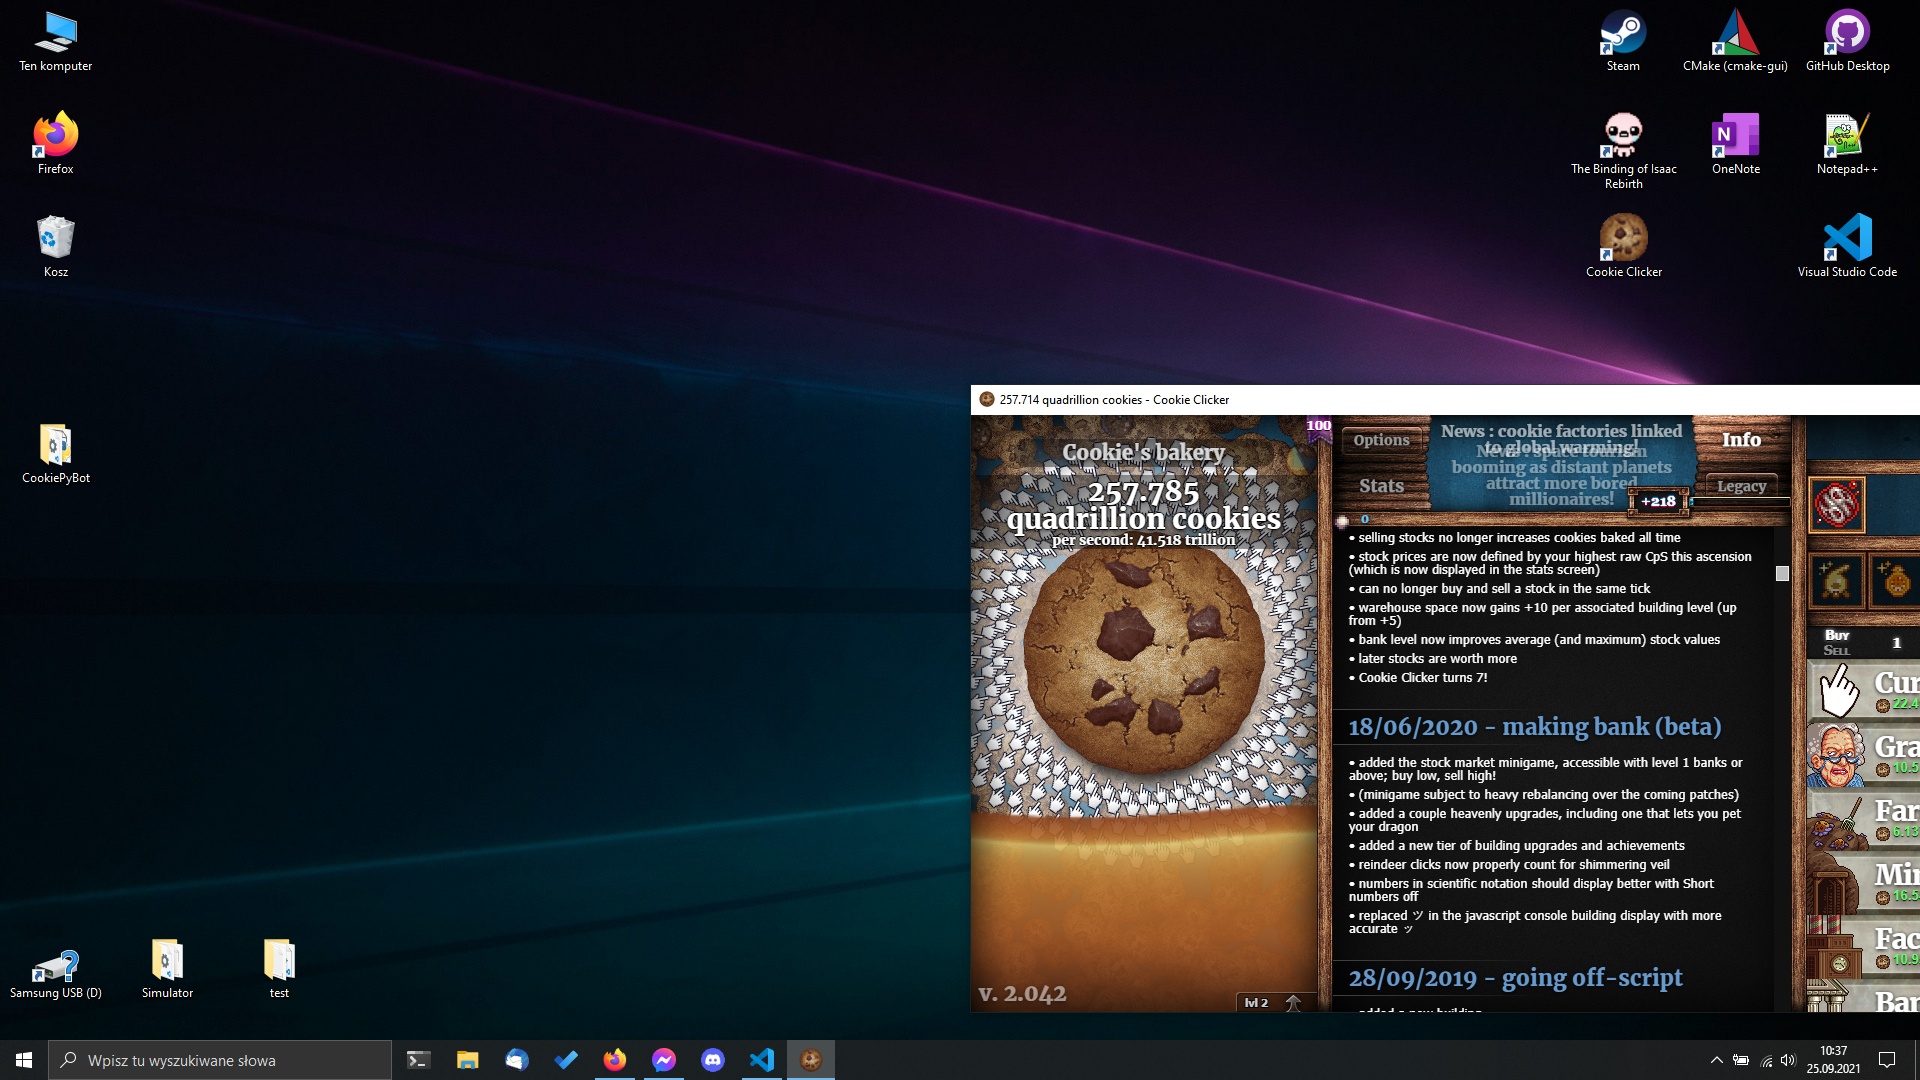 Ten komputer
Firefox
Kosz
CookiePyBot
Samsung USB (D)
Simulator
test
Steam
CMake (cmake-gui)
GitHub Desktop
The Binding of Isaac
Rebirth
OneNote
Notepad++
Cookie Clicker
Visual Studio Code
257.714 quadrillion cookies - Cookie Clicker
Cookie's bakery
257.785
quadrillion cookies
per second: 41.518 trillion
100
v. 2.042
lvl 2
Options
Stats
News : cookie factories linked
to global warming!
News : space tourism
booming as distant planets
attract more bored
millionaires!
Info
Legacy
+218
0
• selling stocks no longer increases cookies baked all time
• stock prices are now defined by your highest raw CpS this ascension
(which is now displayed in the stats screen)
• can no longer buy and sell a stock in the same tick
• warehouse space now gains +10 per associated building level (up
from +5)
• bank level now improves average (and maximum) stock values
• later stocks are worth more
• Cookie Clicker turns 7!
18/06/2020 - making bank (beta)
• added the stock market minigame, accessible with level 1 banks or
above; buy low, sell high!
• (minigame subject to heavy rebalancing over the coming patches)
• added a couple heavenly upgrades, including one that lets you pet
your dragon
• added a new tier of building upgrades and achievements
• reindeer clicks now properly count for shimmering veil
• numbers in scientific notation should display better with Short
numbers off
• replaced ツ in the javascript console building display with more
accurate ッ
28/09/2019 - going off-script
• added a new building
Buy
Sell
1
Cur
22.4
Gra
10.5
Far
6.13
Min
16.5
Fac
10.9
Ban
Wpisz tu wyszukiwane słowa
10:37
25.09.2021